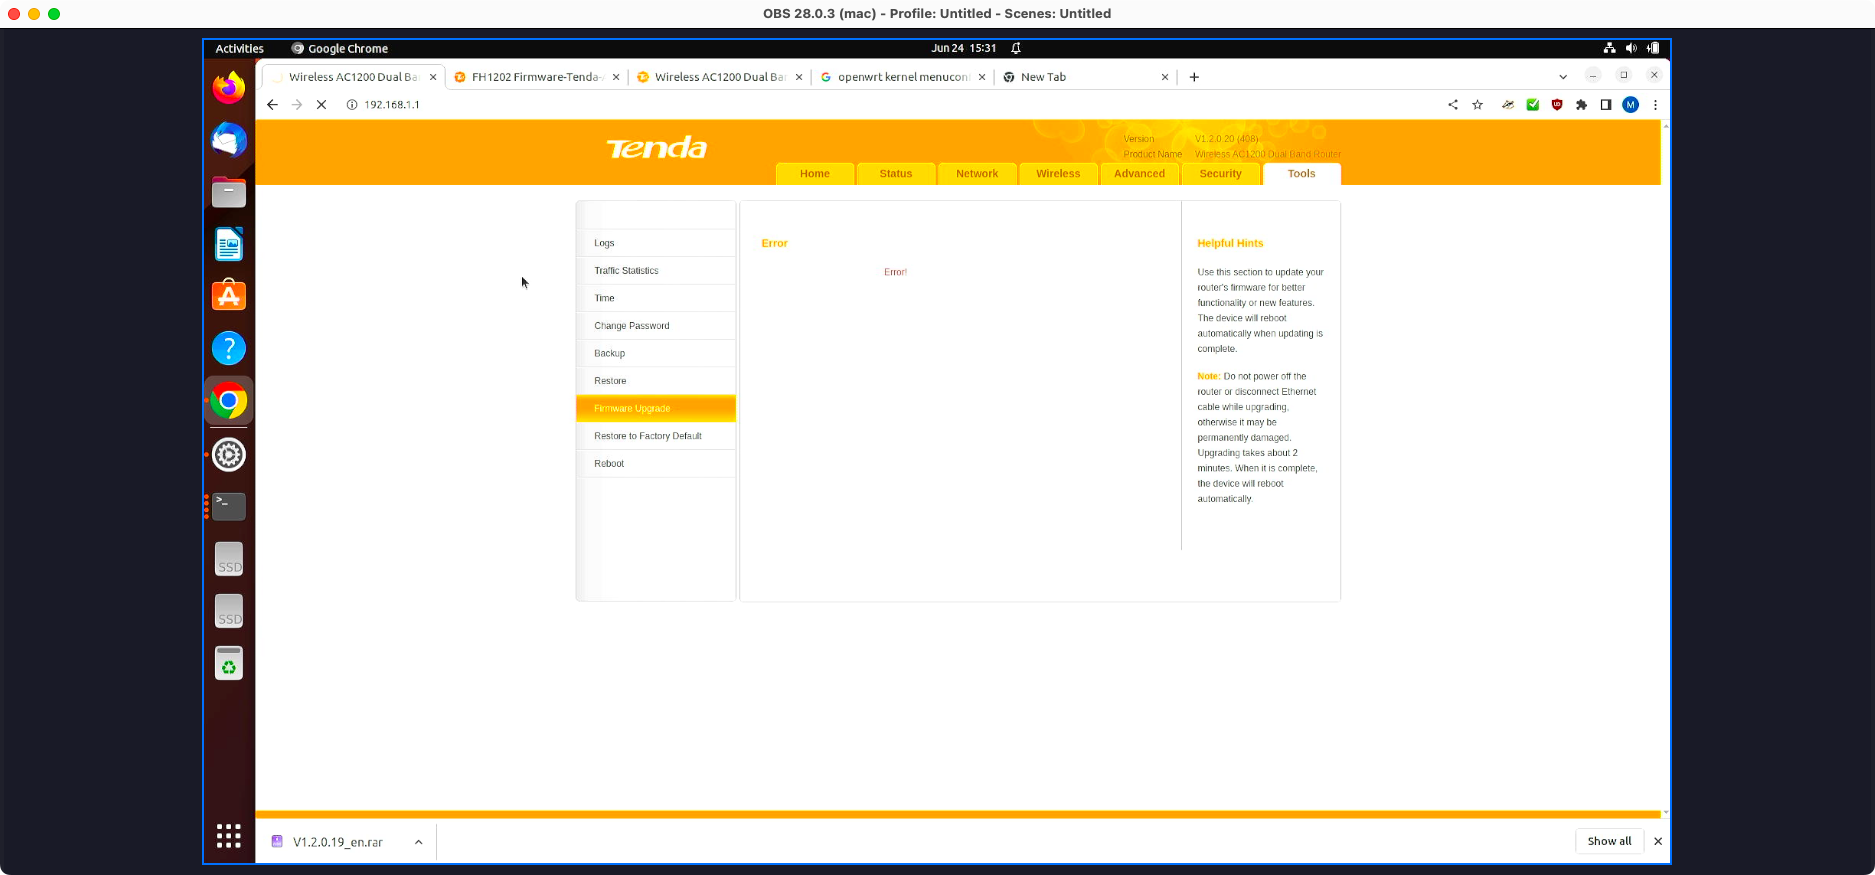 OBS 28.0.3 (mac) - Profile: Untitled - Scenes: Untitled
Activities
Google Chrome
Jun 24 15:31
Wireless AC1200 Dual Ba
FH1202 Firmware-Tenda-
Wireless AC1200 Dual Ba
openwrt kernel menucon
New Tab
192.168.1.1
M
Tenda
Version V1.2.0.20 (408)
Product Name Wireless AC1200 Dual Band Router
Home
Status
Network
Wireless
Advanced
Security
Tools
Logs
Traffic Statistics
Time
Change Password
Backup
Restore
Firmware Upgrade
Restore to Factory Default
Reboot
Error
Error!
Helpful Hints
Use this section to update your
router's firmware for better
functionality or new features.
The device will reboot
automatically when updating is
complete.
Note: Do not power off the
router or disconnect Ethernet
cable while upgrading,
otherwise it may be
permanently damaged.
Upgrading takes about 2
minutes. When it is complete,
the device will reboot
automatically.
SSD
SSD
V1.2.0.19_en.rar
Show all